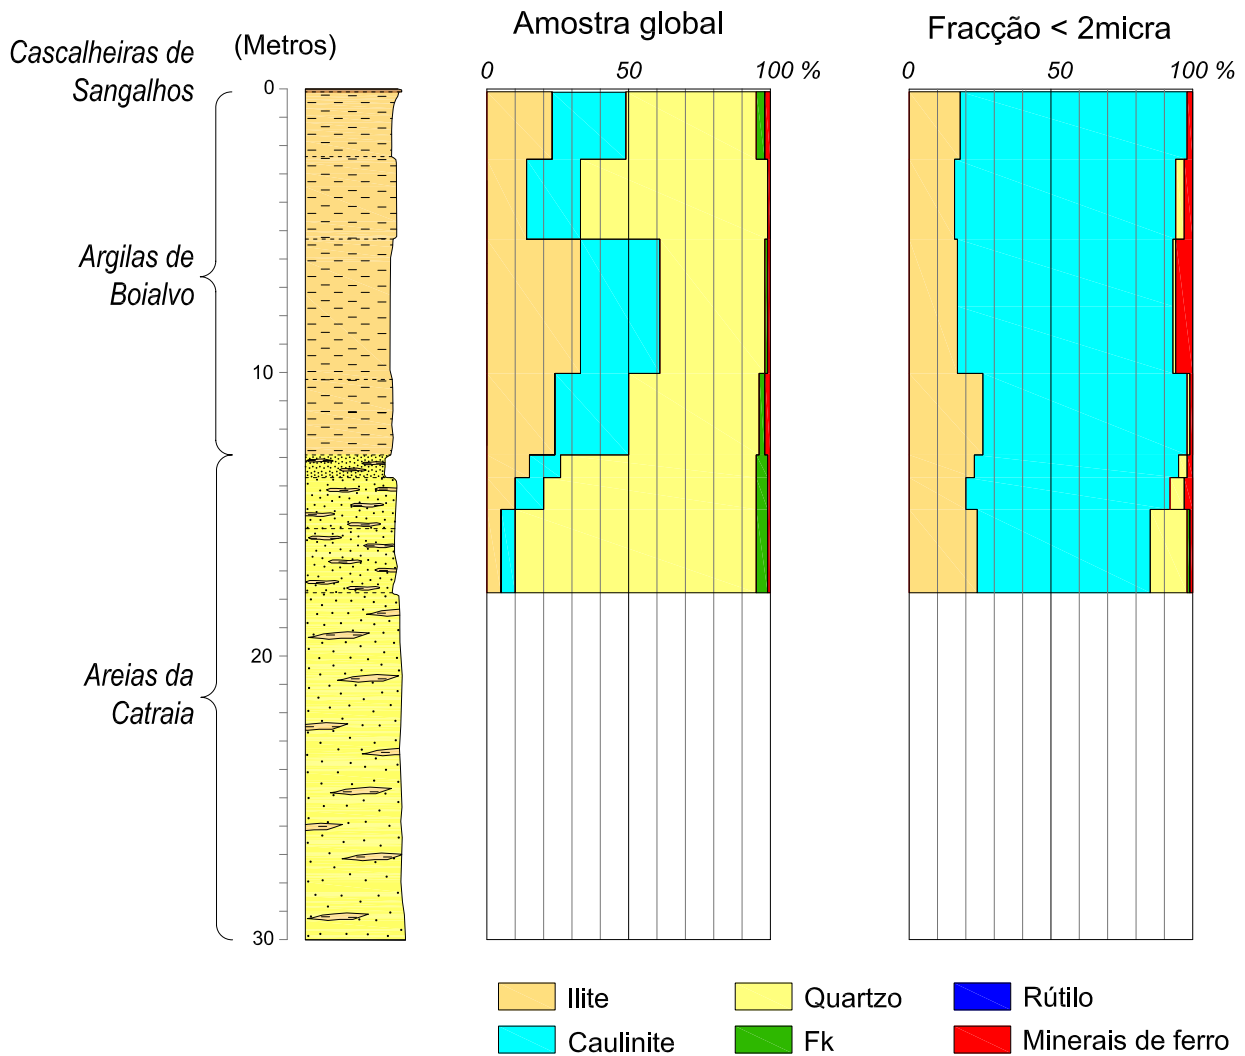 Cascalheiras de
Sangalhos
(Metros)
Amostra global
Fracção < 2micra
0 50 100 %
0 50 100 %
0
10
20
30
Argilas de
Boialvo
Areias da
Catraia
Ilite
Quartzo
Rútilo
Caulinite
Fk
Minerais de ferro